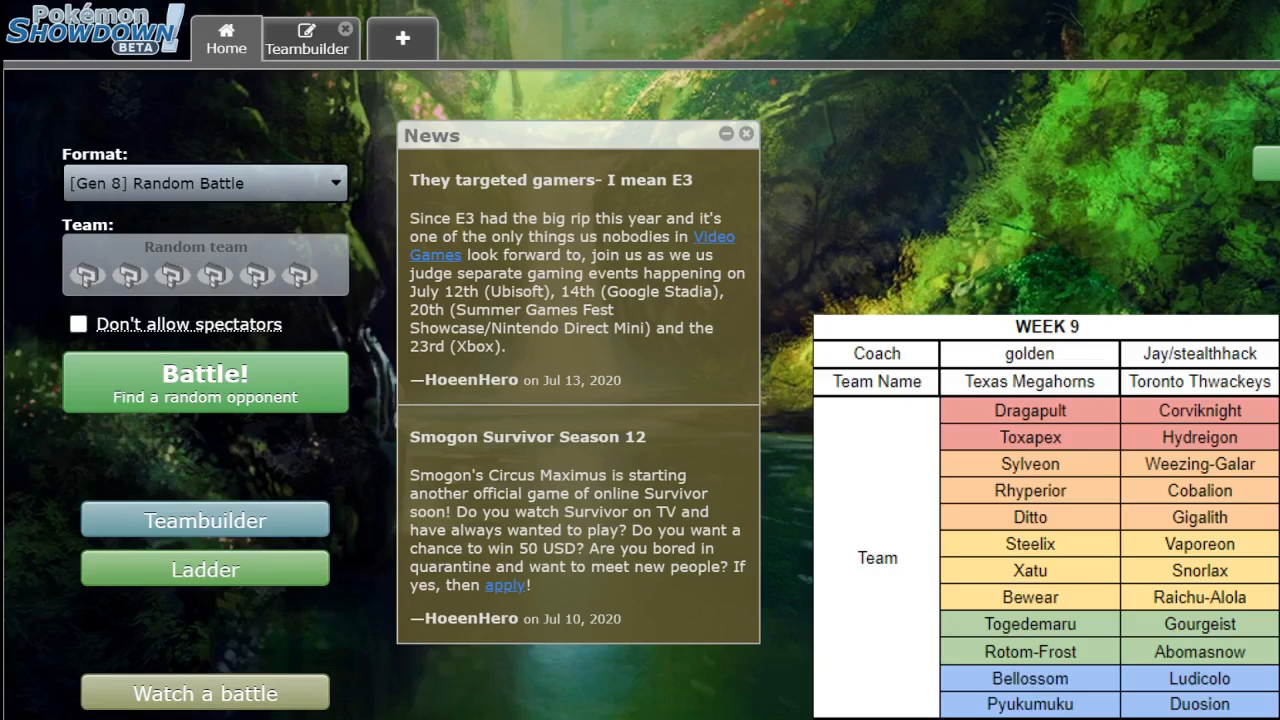 Pokémon
SHOWDOWN!
BETA
Home
Teambuilder
+
Format:
[Gen 8] Random Battle
Team:
Random team
Don't allow spectators
Battle!
Find a random opponent
Teambuilder
Ladder
Watch a battle
News
They targeted gamers- I mean E3
Since E3 had the big rip this year and it's
one of the only things us nobodies in Video
Games look forward to, join us as we us
judge separate gaming events happening on
July 12th (Ubisoft), 14th (Google Stadia),
20th (Summer Games Fest
Showcase/Nintendo Direct Mini) and the
23rd (Xbox).
—HoeenHero on Jul 13, 2020
Smogon Survivor Season 12
Smogon's Circus Maximus is starting
another official game of online Survivor
soon! Do you watch Survivor on TV and
have always wanted to play? Do you want a
chance to win 50 USD? Are you bored in
quarantine and want to meet new people? If
yes, then apply!
—HoeenHero on Jul 10, 2020
WEEK 9
Coach golden Jay/stealthhack
Team Name Texas Megahorns Toronto Thwackeys
Team
Dragapult Corviknight
Toxapex Hydreigon
Sylveon Weezing-Galar
Rhyperior Cobalion
Ditto Gigalith
Steelix Vaporeon
Xatu Snorlax
Bewear Raichu-Alola
Togedemaru Gourgeist
Rotom-Frost Abomasnow
Bellossom Ludicolo
Pyukumuku Duosion